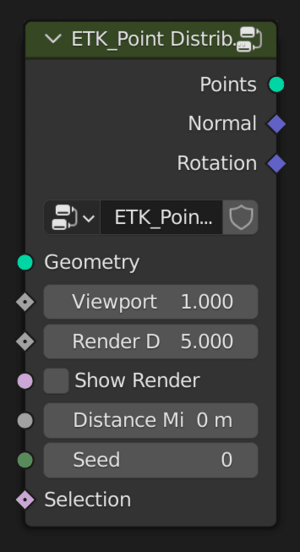 ETK_Point Distrib.
Points
Normal
Rotation
ETK_Poin...
Geometry
Viewport 1.000
Render D 5.000
Show Render
Distance Mi 0 m
Seed 0
Selection